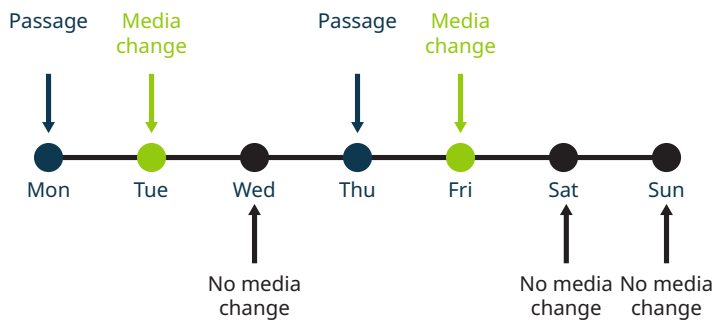 Passage
Media
change
Passage
Media
change
Mon
Tue
Wed
Thu
Fri
Sat
Sun
No media
change
No media
change
No media
change